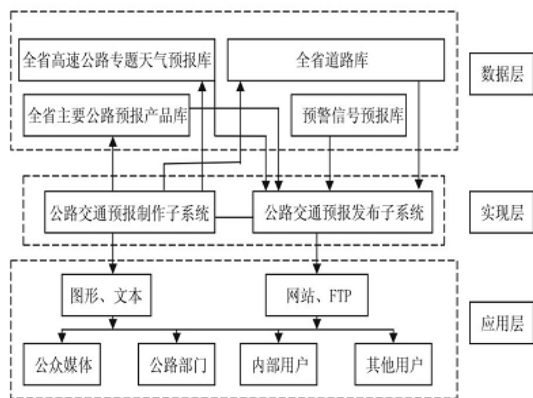 全省高速公路专题天气预报库
全省道路库
数据层
全省主要公路预报产品库
预警信号预报库
公路交通预报制作子系统
公路交通预报发布子系统
实现层
图形、文本
网站、FTP
应用层
公众媒体
公路部门
内部用户
其他用户